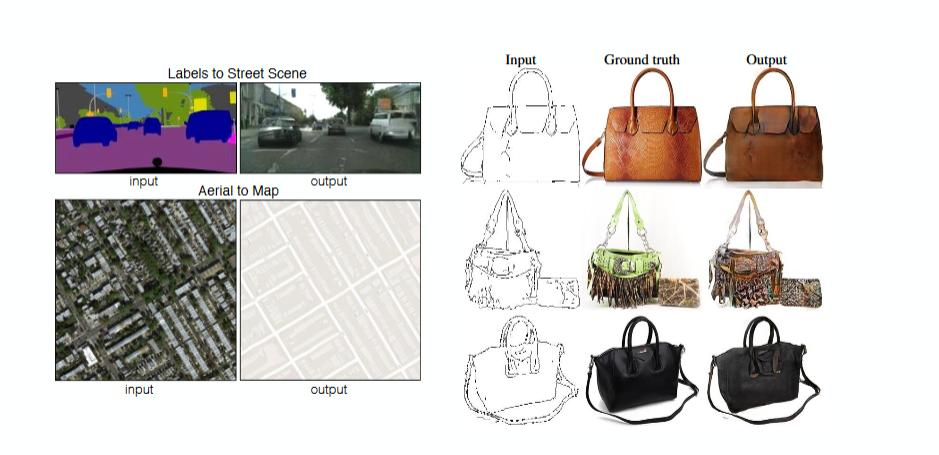 Labels to Street Scene
input
output
Aerial to Map
input
output
Input
Ground truth
Output